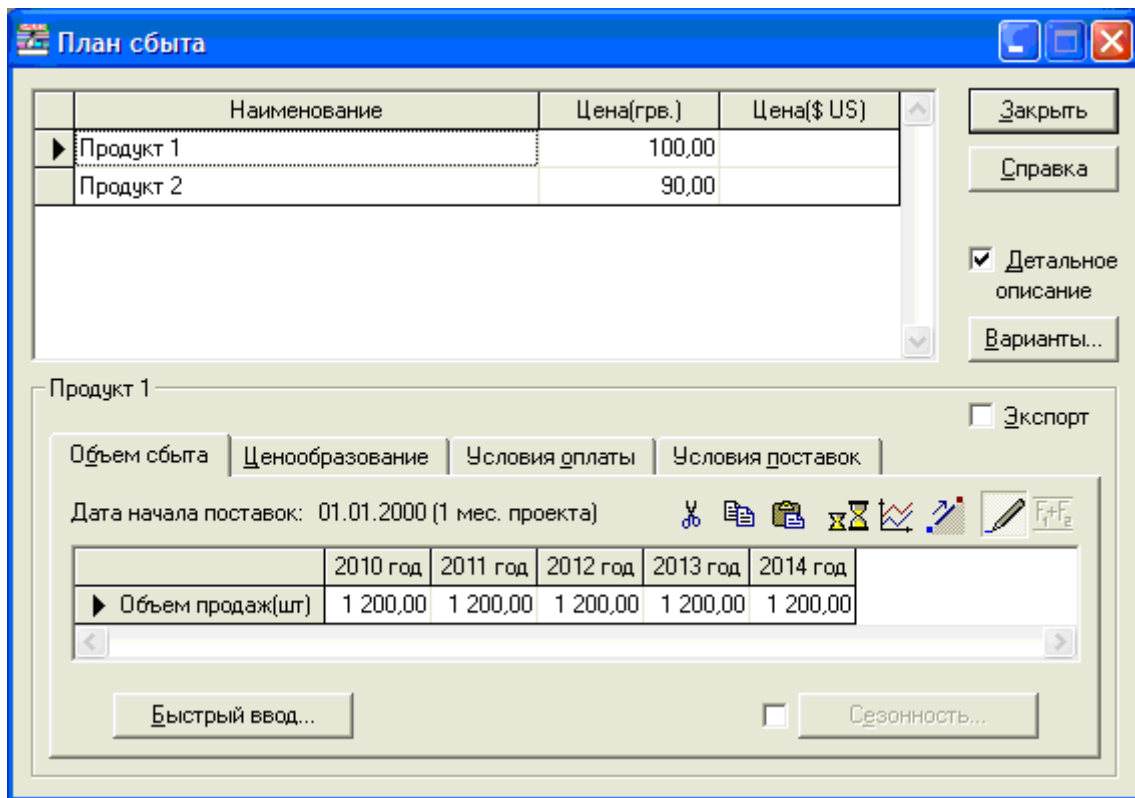 План сбыта
Наименование Цена(грв.) Цена($ US)
Продукт 1 100,00
Продукт 2 90,00
Закрыть
Справка
Детальное
описание
Варианты...
Продукт 1
Экспорт
Объем сбыта Ценообразование Условия оплаты Условия поставок
Дата начала поставок: 01.01.2000 (1 мес. проекта)
F1+F2
2010 год 2011 год 2012 год 2013 год 2014 год
Объем продаж(шт) 1 200,00 1 200,00 1 200,00 1 200,00 1 200,00
Быстрый ввод...
Сезонность...